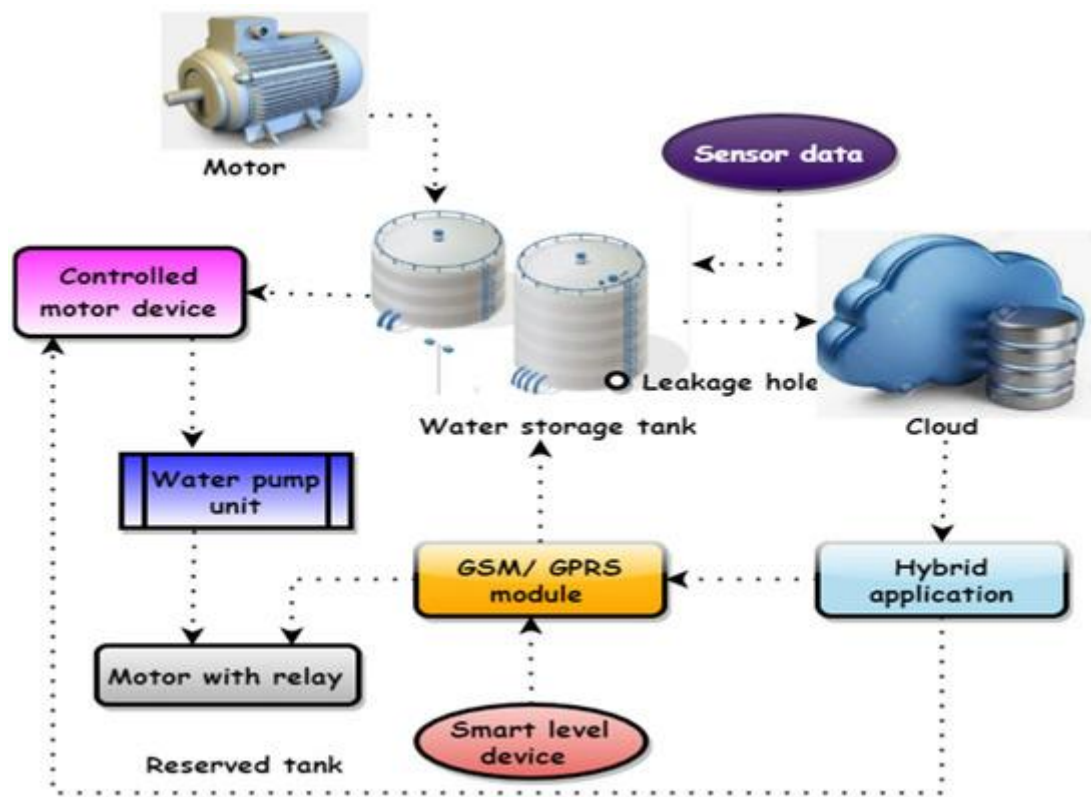 Motor
Sensor data
Controlled
motor device
Leakage hole
Water storage tank
Cloud
Water pump
unit
GSM/ GPRS
module
Hybrid
application
Motor with relay
Smart level
device
Reserved tank